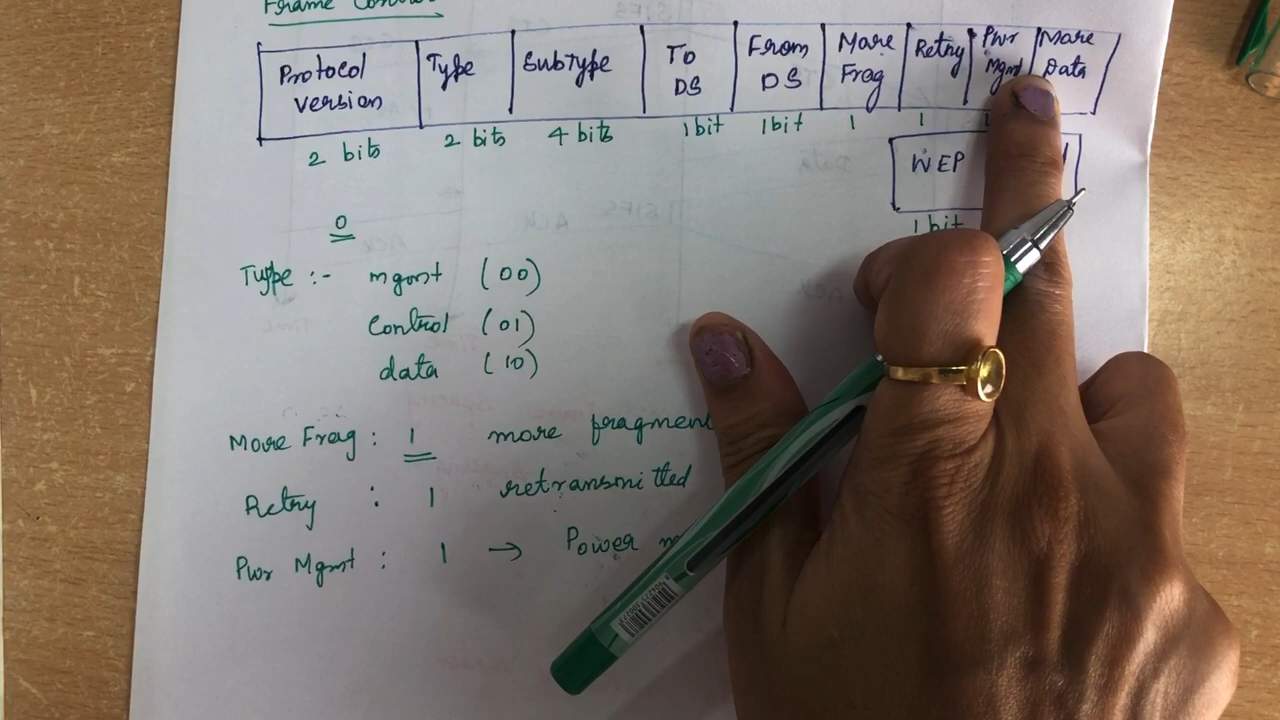 Frame Control
Protocol version Type Subtype To DS From DS More Frag Retry Pwr Mgmt More Data
2 bits 2 bits 4 bits 1 bit 1 bit 1 1
WEP
1 bit
0
Type :- mgmt (00)
Control (01)
data (10)
More Frag : 1 more fragment
Retry : 1 retransmitted
Pwr Mgmt : 1 → Power